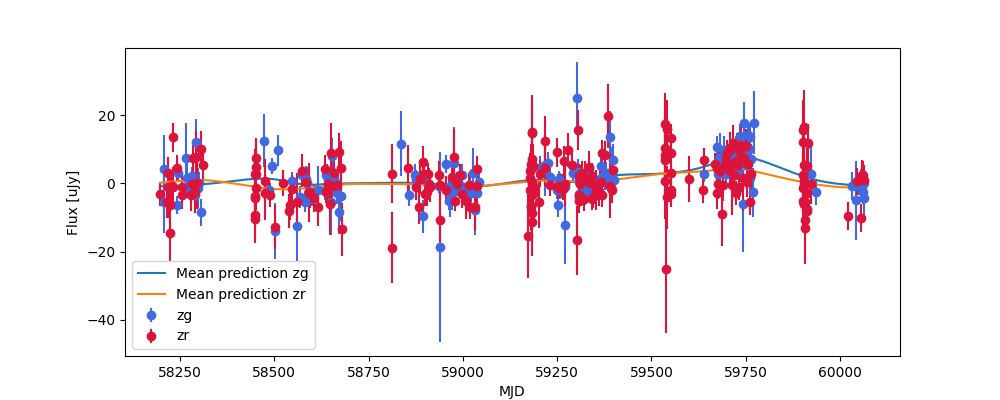 20
0
−20
−40
Flux [uJy]
Mean prediction zg
Mean prediction zr
zg
zr
58250 58500 58750 59000 59250 59500 59750 60000
MJD